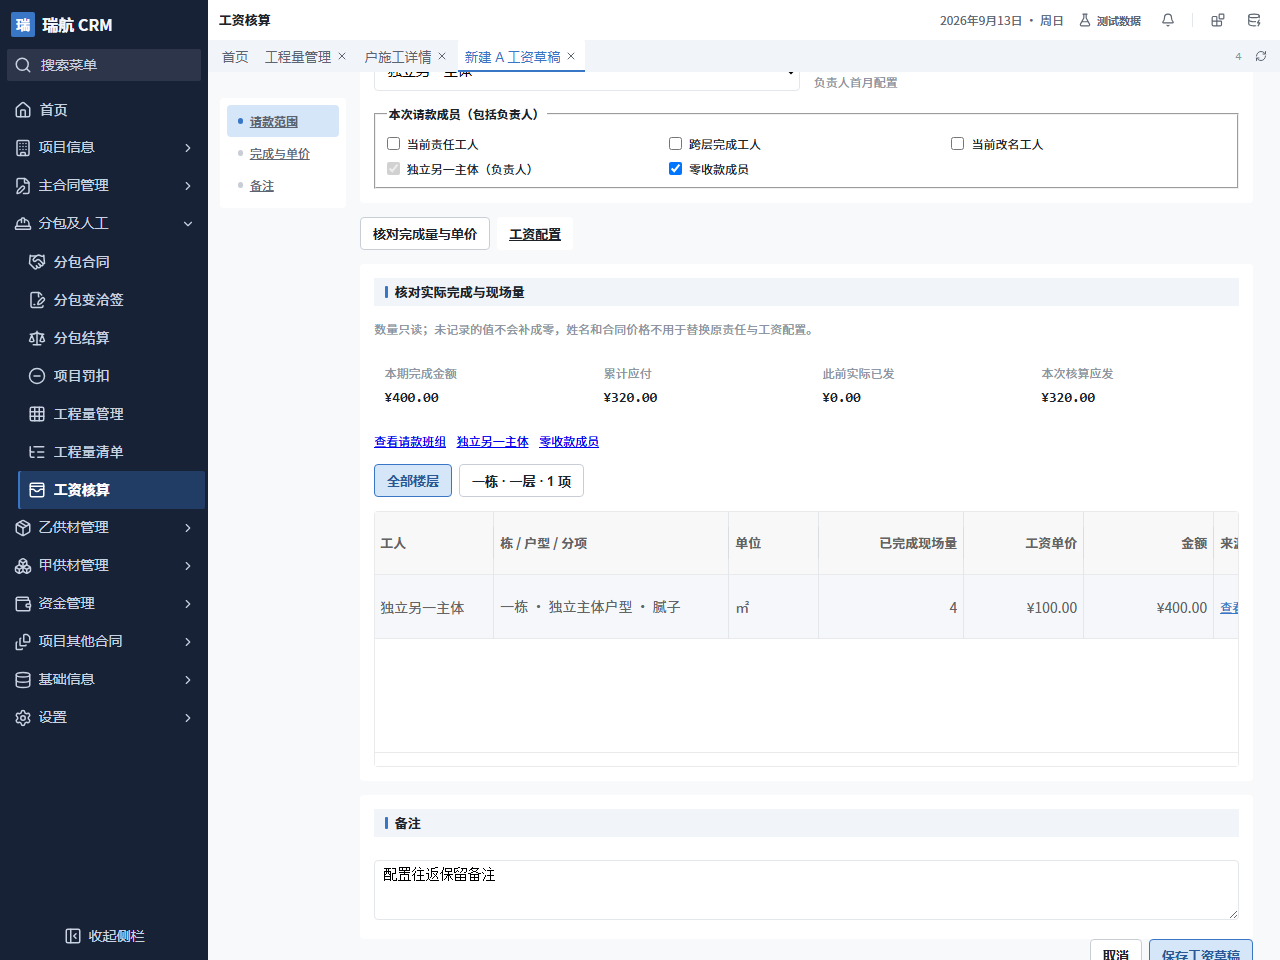 瑞 瑞航 CRM
搜索菜单
首页
项目信息
主合同管理
分包及人工
分包合同
分包变洽签
分包结算
项目罚扣
工程量管理
工程量清单
工资核算
乙供材管理
甲供材管理
资金管理
项目其他合同
基础信息
设置
收起侧栏
工资核算
2026年9月13日 • 周日 测试数据
首页 工程量管理 户施工详情 新建 A 工资草稿 4
请款范围
完成与单价
备注
独立另一主体
负责人首月配置
本次请款成员（包括负责人）
当前责任工人 跨层完成工人 当前改名工人
独立另一主体（负责人） 零收款成员
核对完成量与单价 工资配置
核对实际完成与现场量
数量只读；未记录的值不会补成零，姓名和合同价格不用于替换原责任与工资配置。
本期完成金额 累计应付 此前实际已发 本次核算应发
¥400.00 ¥320.00 ¥0.00 ¥320.00
查看请款班组 独立另一主体 零收款成员
全部楼层 一栋 · 一层 · 1 项
工人 栋 / 户型 / 分项 单位 已完成现场量 工资单价 金额 来
独立另一主体 一栋 • 独立主体户型 • 腻子 ㎡ 4 ¥100.00 ¥400.00 查
备注
配置往返保留备注
取消 保存工资草稿